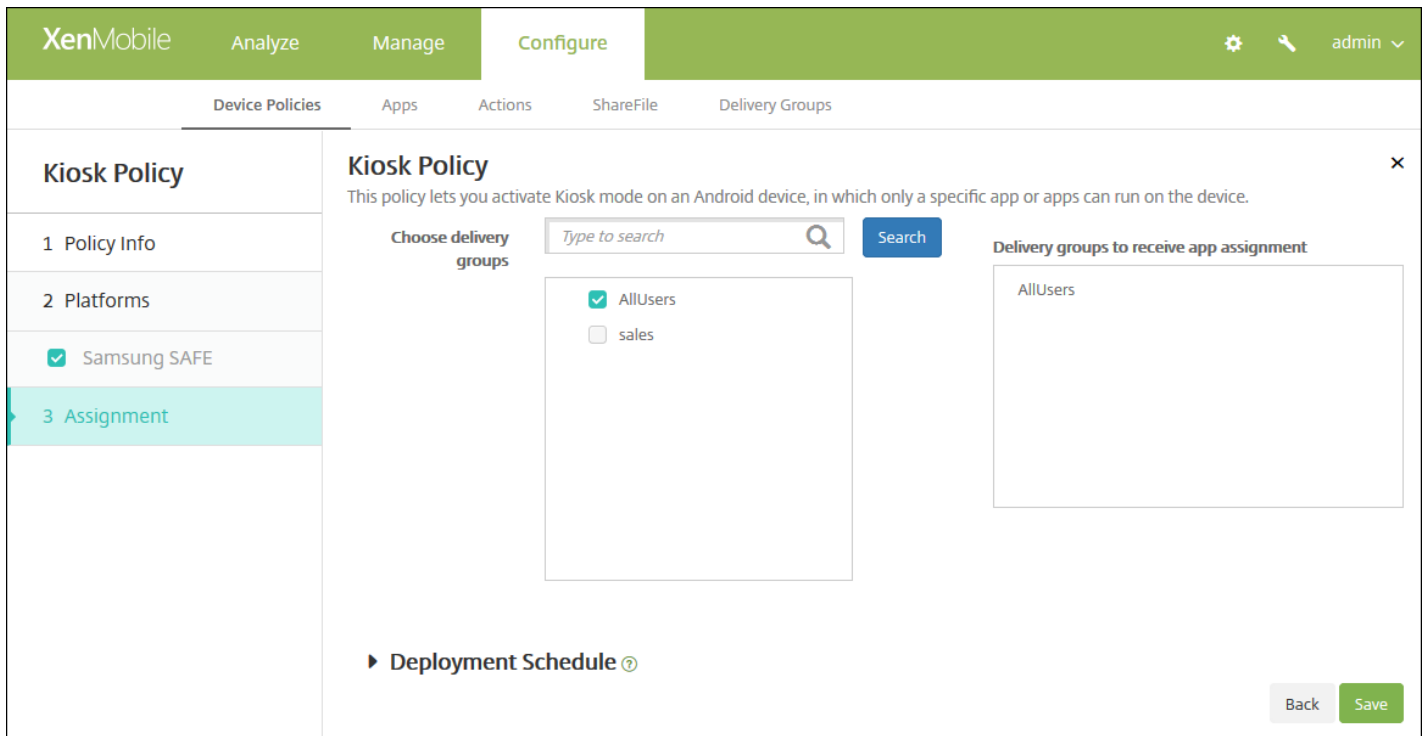 XenMobile Analyze Manage Configure admin
Device Policies Apps Actions ShareFile Delivery Groups
Kiosk Policy
1 Policy Info
2 Platforms
Samsung SAFE
3 Assignment
Kiosk Policy
This policy lets you activate Kiosk mode on an Android device, in which only a specific app or apps can run on the device.
Choose delivery
groups
Type to search
Search
AllUsers
sales
Delivery groups to receive app assignment
AllUsers
Deployment Schedule ?
Back Save